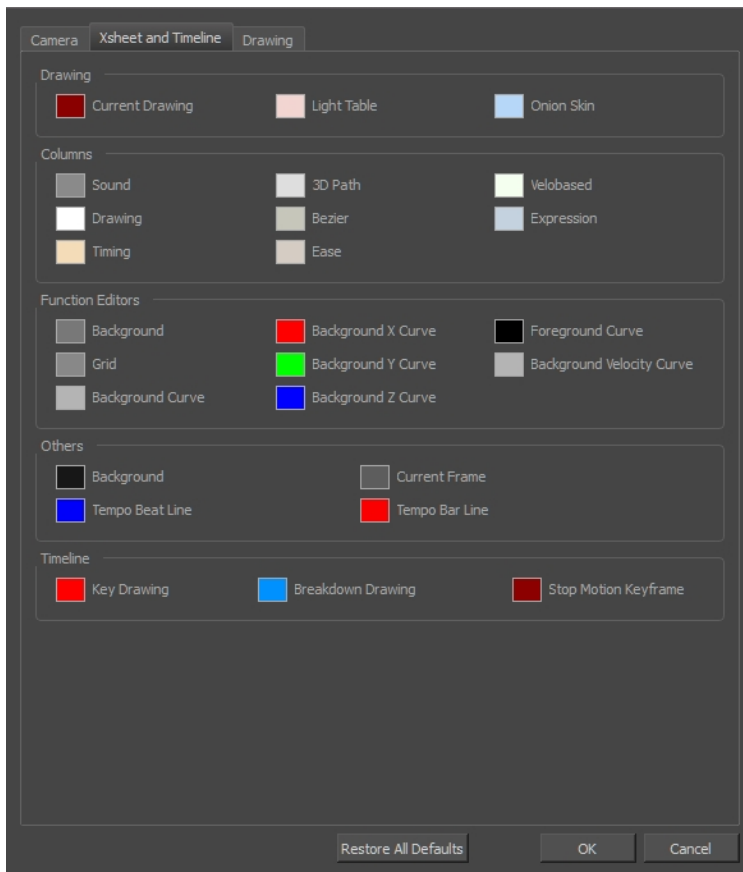 Camera Xsheet and Timeline Drawing
Drawing
Current Drawing Light Table Onion Skin
Columns
Sound 3D Path Velobased
Drawing Bezier Expression
Timing Ease
Function Editors
Background Background X Curve Foreground Curve
Grid Background Y Curve Background Velocity Curve
Background Curve Background Z Curve
Others
Background Current Frame
Tempo Beat Line Tempo Bar Line
Timeline
Key Drawing Breakdown Drawing Stop Motion Keyframe
Restore All Defaults OK Cancel